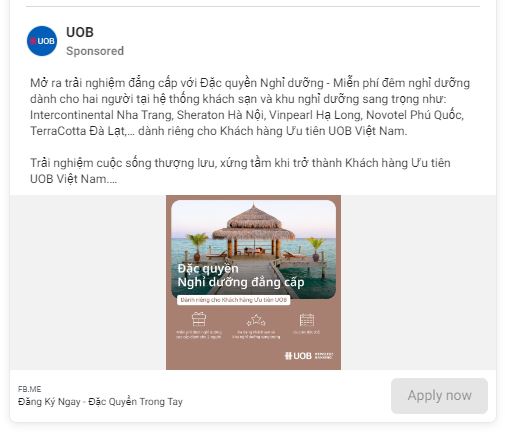 UOB
UOB
Sponsored
Mở ra trải nghiệm đẳng cấp với Đặc quyền Nghỉ dưỡng - Miễn phí đêm nghỉ dưỡng
dành cho hai người tại hệ thống khách sạn và khu nghỉ dưỡng sang trọng như:
Intercontinental Nha Trang, Sheraton Hà Nội, Vinpearl Hạ Long, Novotel Phú Quốc,
TerraCotta Đà Lạt,... dành riêng cho Khách hàng Ưu tiên UOB Việt Nam.
Trải nghiệm cuộc sống thượng lưu, xứng tầm khi trở thành Khách hàng Ưu tiên
UOB Việt Nam....
Đặc quyền
Nghỉ dưỡng đẳng cấp
Dành riêng cho Khách hàng Ưu tiên UOB
UOB
BANKING
FB.ME
Đăng Ký Ngay - Đặc Quyền Trong Tay
Apply now